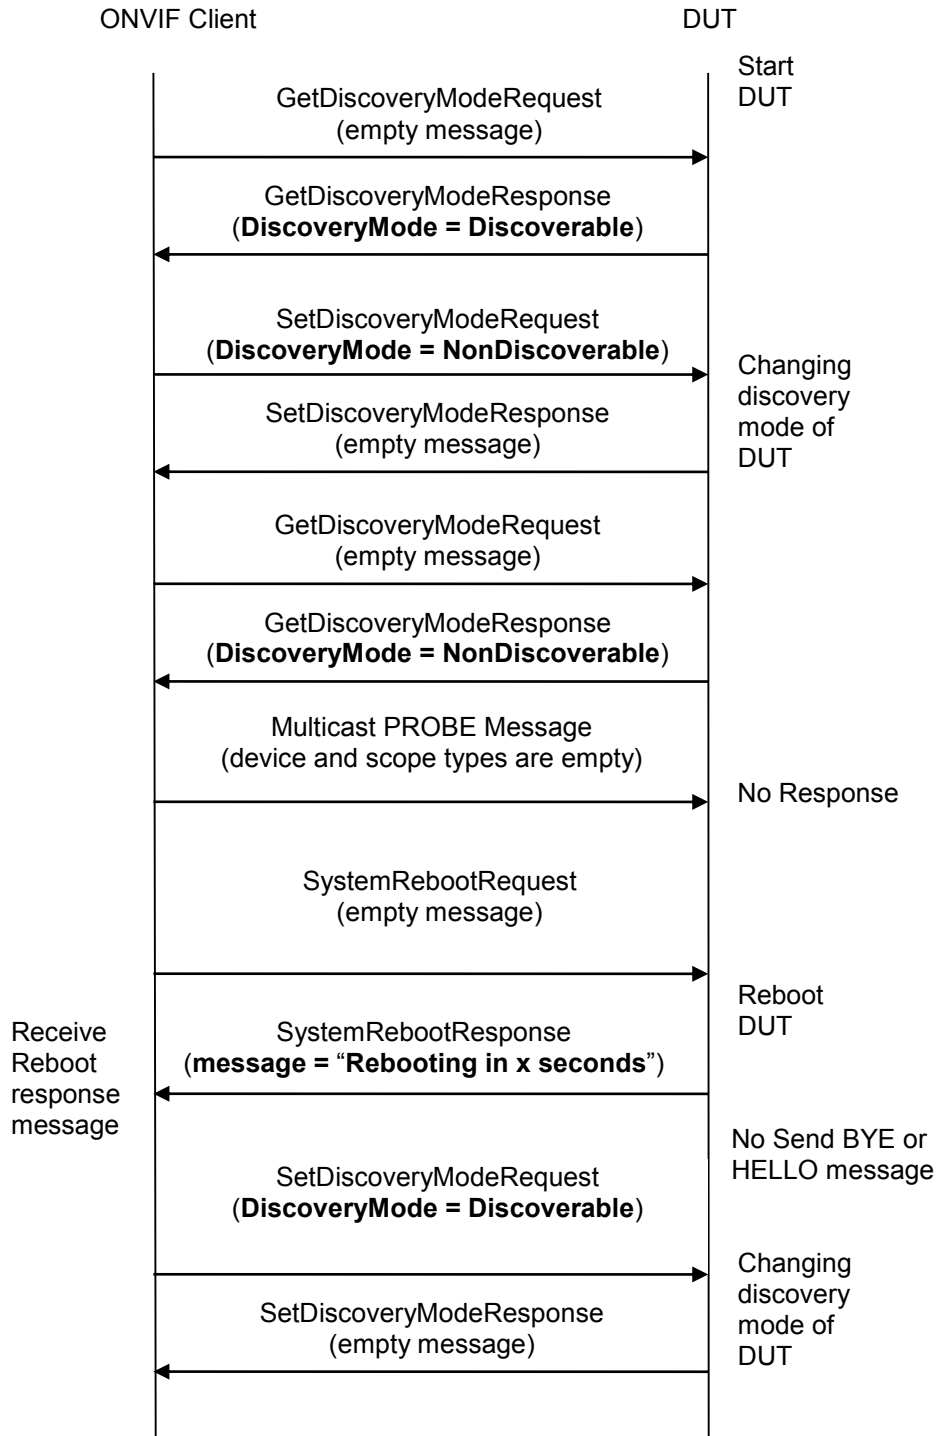 ONVIF Client
DUT
Start
DUT
GetDiscoveryModeRequest
(empty message)
GetDiscoveryModeResponse
(DiscoveryMode = Discoverable)
SetDiscoveryModeRequest
(DiscoveryMode = NonDiscoverable)
Changing
discovery
mode of
DUT
SetDiscoveryModeResponse
(empty message)
GetDiscoveryModeRequest
(empty message)
GetDiscoveryModeResponse
(DiscoveryMode = NonDiscoverable)
Multicast PROBE Message
(device and scope types are empty)
No Response
SystemRebootRequest
(empty message)
Reboot
DUT
Receive
Reboot
response
message
SystemRebootResponse
(message = “Rebooting in x seconds”)
No Send BYE or
HELLO message
SetDiscoveryModeRequest
(DiscoveryMode = Discoverable)
Changing
discovery
mode of
DUT
SetDiscoveryModeResponse
(empty message)